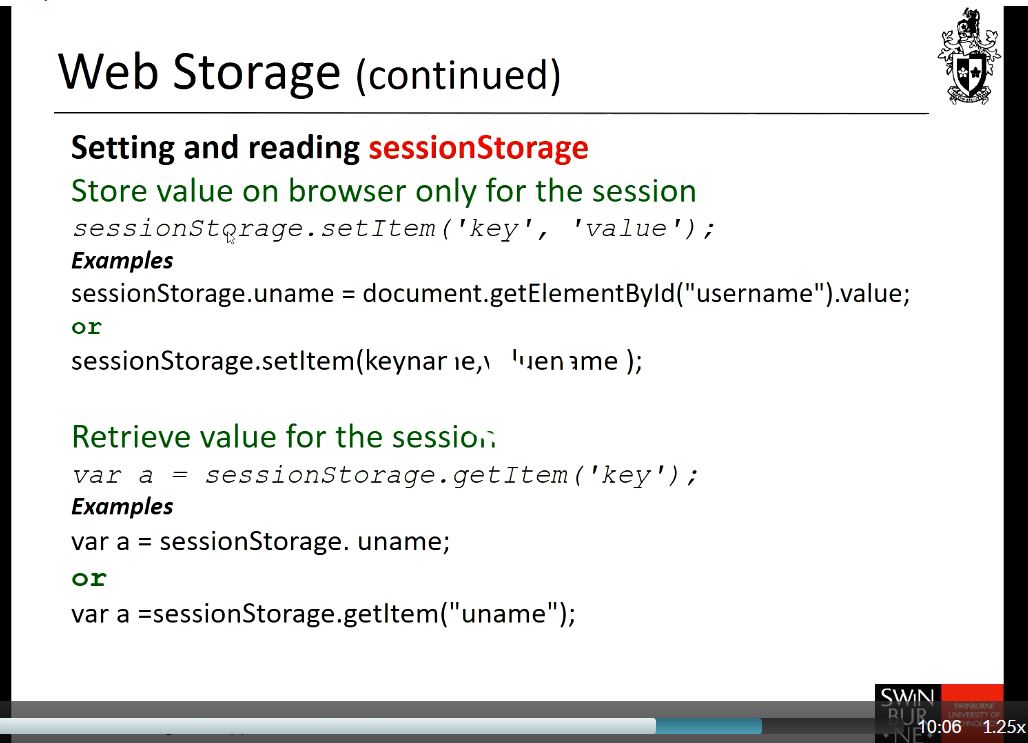 Web Storage (continued)
Setting and reading sessionStorage
Store value on browser only for the session
sessionStorage.setItem('key', 'value');
Examples
sessionStorage.uname = document.getElementById("username").value;
or
sessionStorage.setItem(
Retrieve value for the session
var a = sessionStorage.getItem('key');
Examples
var a = sessionStorage. uname;
or
var a =sessionStorage.getItem("uname");
SWIN
BUR
NE
SWINBURNE
UNIVERSITY OF
10:06 1.25x